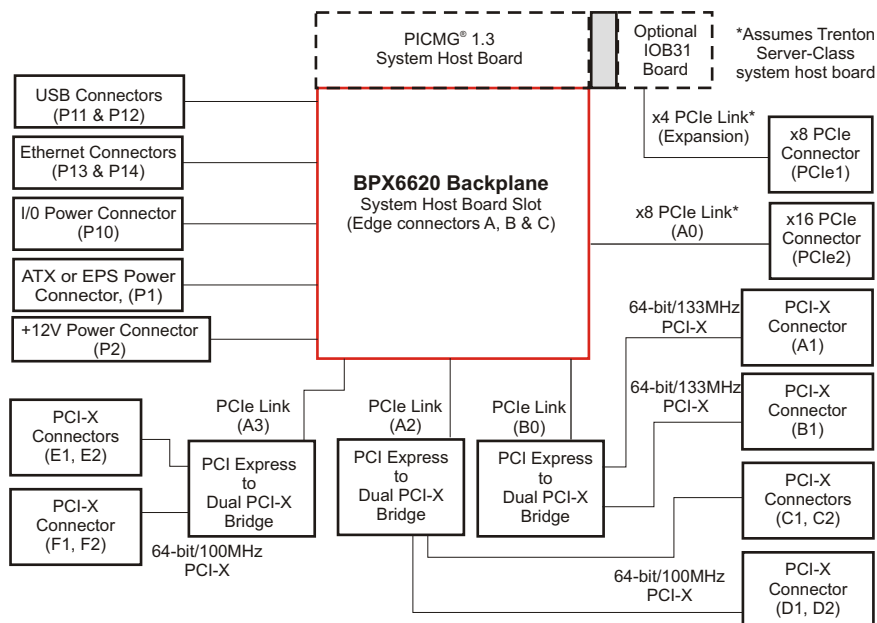 PICMG® 1.3
System Host Board
Optional
IOB31
Board
*Assumes Trenton
Server-Class
system host board
USB Connectors
(P11 & P12)
Ethernet Connectors
(P13 & P14)
I/0 Power Connector
(P10)
ATX or EPS Power
Connector, (P1)
+12V Power Connector
(P2)
BPX6620 Backplane
System Host Board Slot
(Edge connectors A, B & C)
x4 PCIe Link*
(Expansion)
x8 PCIe
Connector
(PCIe1)
x8 PCIe Link*
(A0)
x16 PCIe
Connector
(PCIe2)
64-bit/133MHz
PCI-X
PCI-X
Connector
(A1)
64-bit/133MHz
PCI-X
PCI-X
Connector
(B1)
PCIe Link
(A3)
PCIe Link
(A2)
PCIe Link
(B0)
PCI-X
Connectors
(E1, E2)
PCI Express
to
Dual PCI-X
Bridge
PCI Express
to
Dual PCI-X
Bridge
PCI Express
to
Dual PCI-X
Bridge
PCI-X
Connectors
(C1, C2)
PCI-X
Connector
(F1, F2)
64-bit/100MHz
PCI-X
64-bit/100MHz
PCI-X
PCI-X
Connector
(D1, D2)